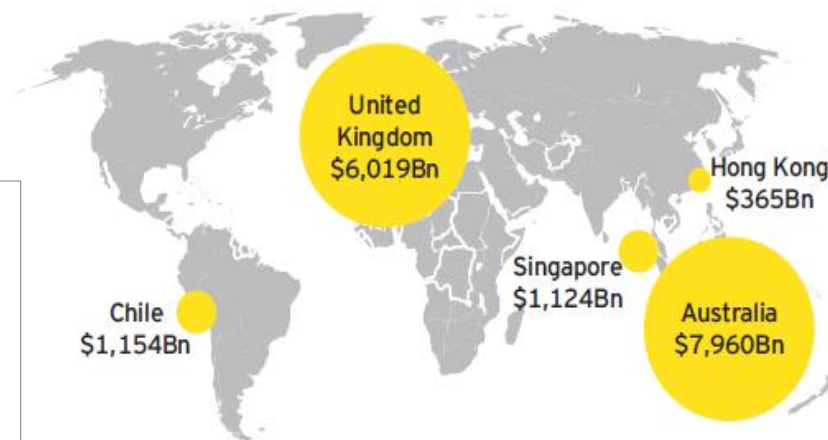 United
Kingdom
$6,019Bn
Hong Kong
$365Bn
Singapore
$1,124Bn
Chile
$1,154Bn
Australia
$7,960Bn